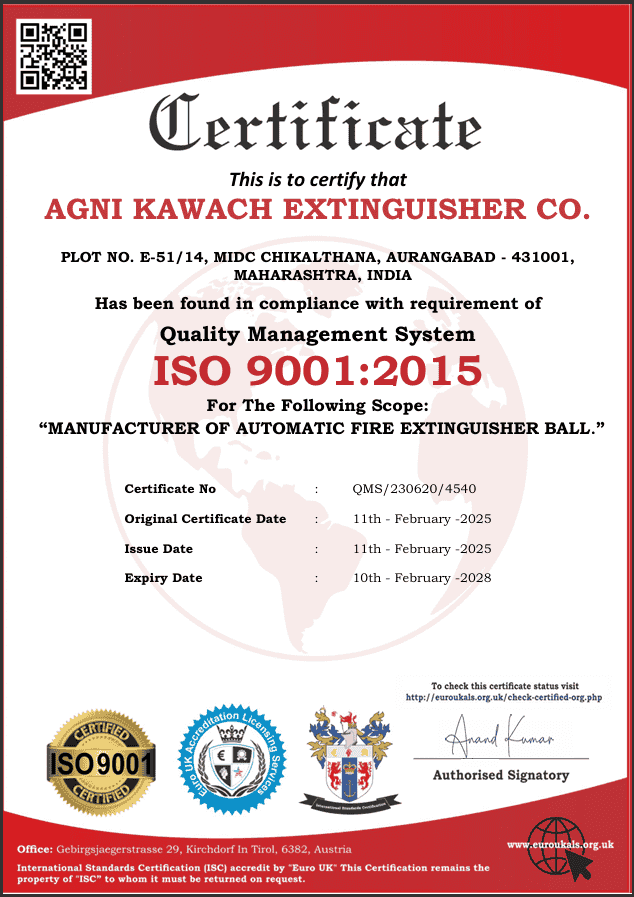 Certificate
This is to certify that
AGNI KAWACH EXTINGUISHER CO.
PLOT NO. E-51/14, MIDC CHIKALTHANA, AURANGABAD - 431001,
MAHARASHTRA, INDIA
Has been found in compliance with requirement of
Quality Management System
ISO 9001:2015
For The Following Scope:
“MANUFACTURER OF AUTOMATIC FIRE EXTINGUISHER BALL.”
Certificate No : QMS/230620/4540
Original Certificate Date : 11th - February -2025
Issue Date : 11th - February -2025
Expiry Date : 10th - February -2028
To check this certificate status visit
http://euroukals.org.uk/check-certified-org.php
Anand Kumar
Authorised Signatory
CERTIFIED
ISO 9001
CERTIFIED
Euro UK Accreditation Licensing Services
International Standards Certification
Office: Gebirgsjaegerstrasse 29, Kirchdorf In Tirol, 6382, Austria
www.euroukals.org.uk
International Standards Certification (ISC) accredit by "Euro UK" This Certification remains the
property of "ISC" to whom it must be returned on request.